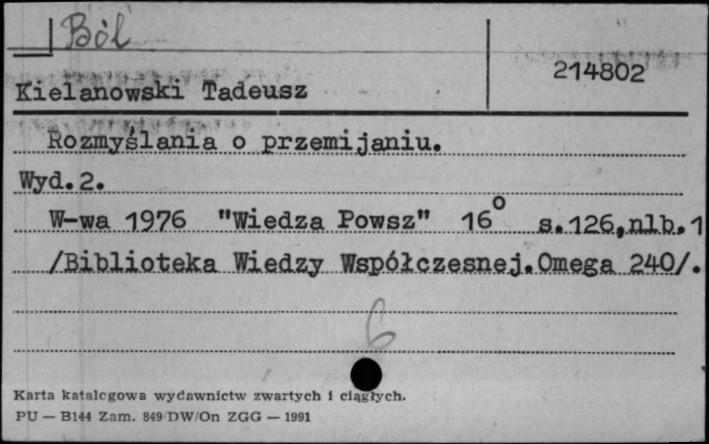 Ból
214802
Kielanowski Tadeusz
Rozmyślania o przemijaniu.
Wyd.2.
W-wa 1976 "Wiedza Powsz" 16° s.126,nlb.1
/Biblioteka Wiedzy Współczesnej.Omega 240/.
6
Karta katalogowa wydawnictw zwartych i ciągłych.
PU — B144 Zam. 849/DW/On ZGG — 1991